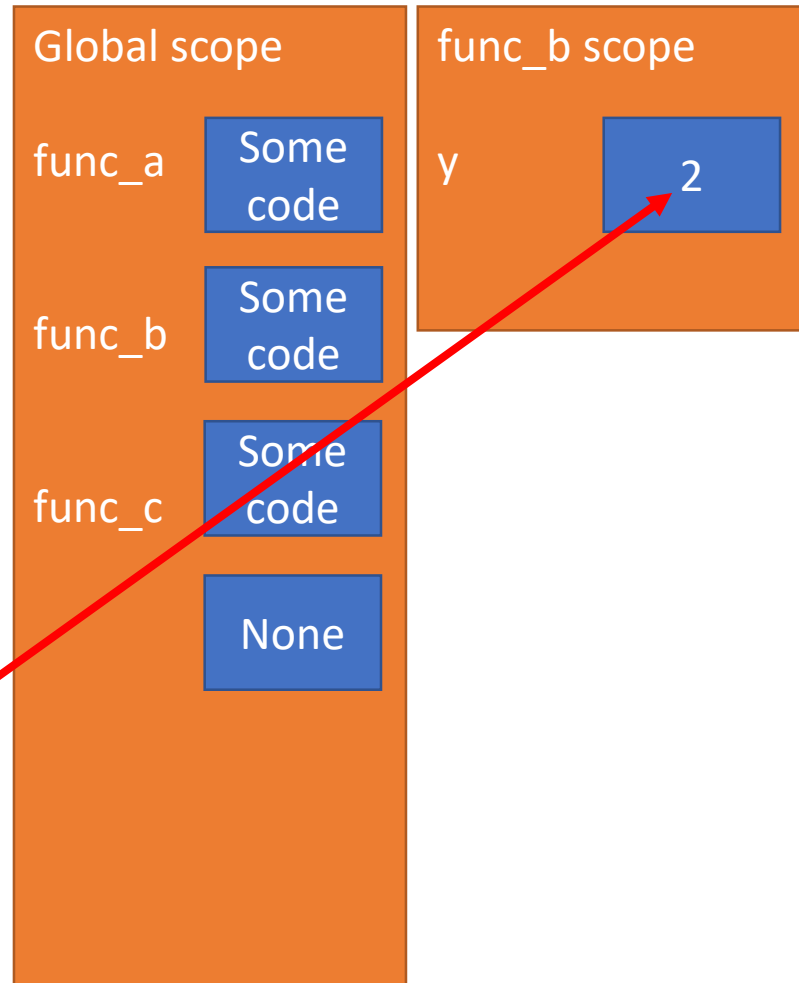 Global scope
func_a
Some
code
func_b
Some
code
func_c
Some
code
None
func_b scope
y
2